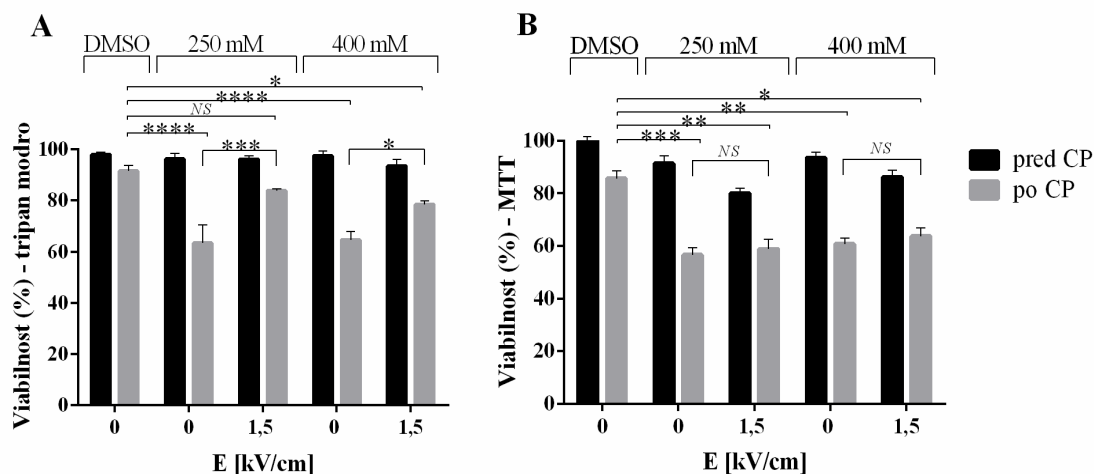 A
DMSO 250 mM 400 mM
*
****
NS
**** *** *
Viabilnost (%) - tripan modro
100
80
60
40
20
0
0 0 1,5 0 1,5
E [kV/cm]
B
DMSO 250 mM 400 mM
*
**
**
*** NS NS
Viabilnost (%) - MTT
100
80
60
40
20
0
0 0 1,5 0 1,5
E [kV/cm]
pred CP
po CP